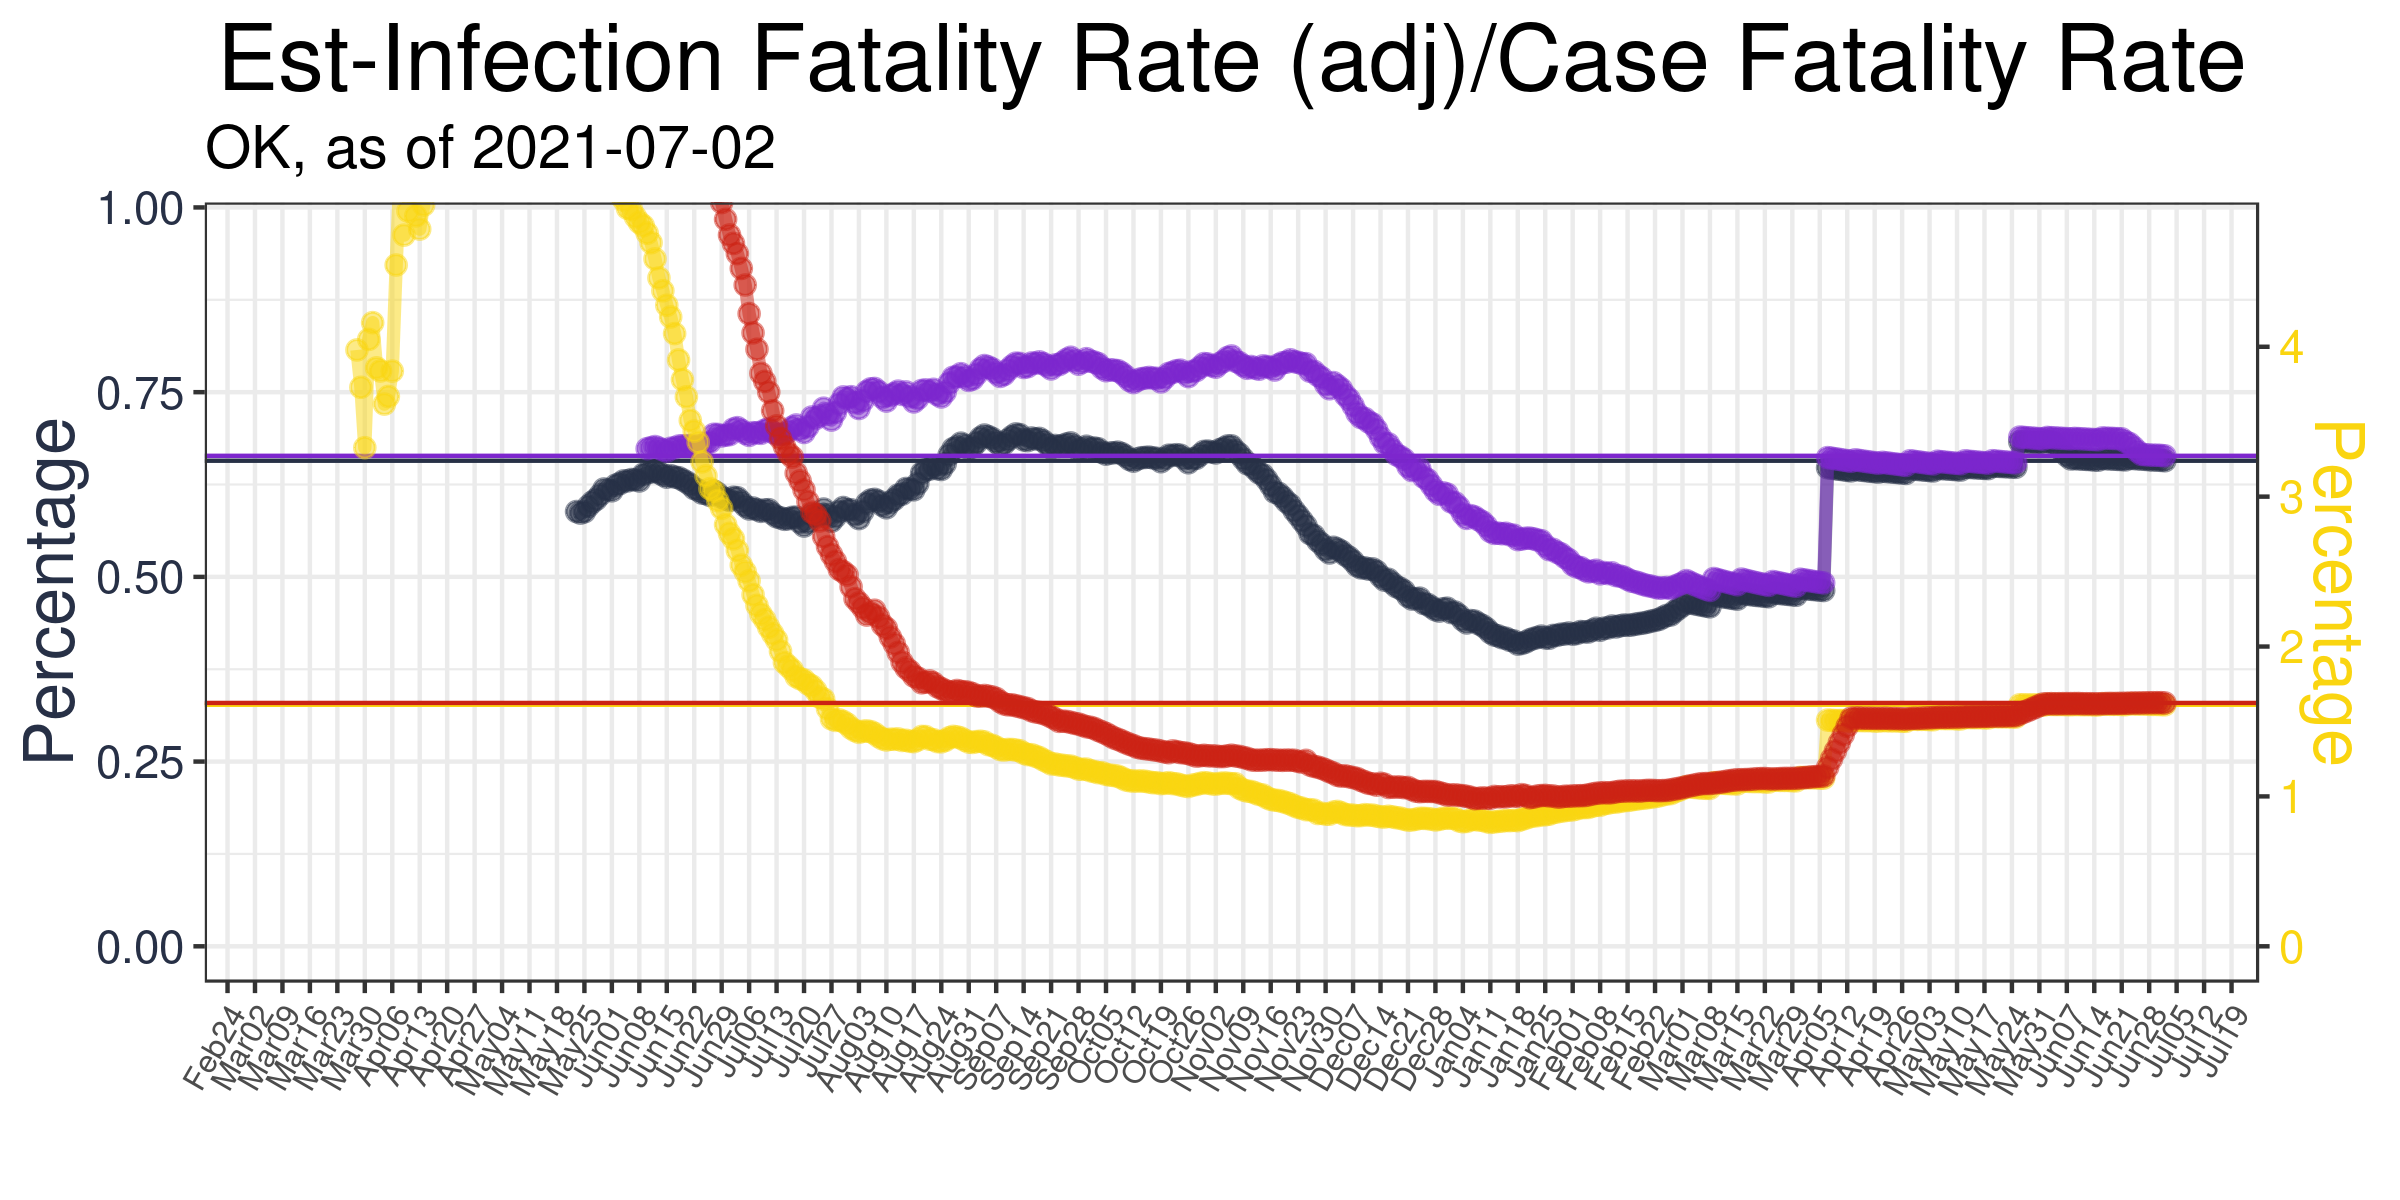 Est-Infection Fatality Rate (adj)/Case Fatality Rate
OK, as of 2021-07-02
Percentage
1.00
0.75
0.50
0.25
0.00
4
3
2
1
0
Percentage
Feb24
Mar02
Mar09
Mar16
Mar23
Mar30
Apr06
Apr13
Apr20
Apr27
May04
May11
May18
May25
Jun01
Jun08
Jun15
Jun22
Jun29
Jul06
Jul13
Jul20
Jul27
Aug03
Aug10
Aug17
Aug24
Aug31
Sep07
Sep14
Sep21
Sep28
Oct05
Oct12
Oct19
Oct26
Nov02
Nov09
Nov16
Nov23
Nov30
Dec07
Dec14
Dec21
Dec28
Jan04
Jan11
Jan18
Jan25
Feb01
Feb08
Feb15
Feb22
Mar01
Mar08
Mar15
Mar22
Mar29
Apr05
Apr12
Apr19
Apr26
May03
May10
May17
May24
May31
Jun07
Jun14
Jun21
Jun28
Jul05
Jul12
Jul19